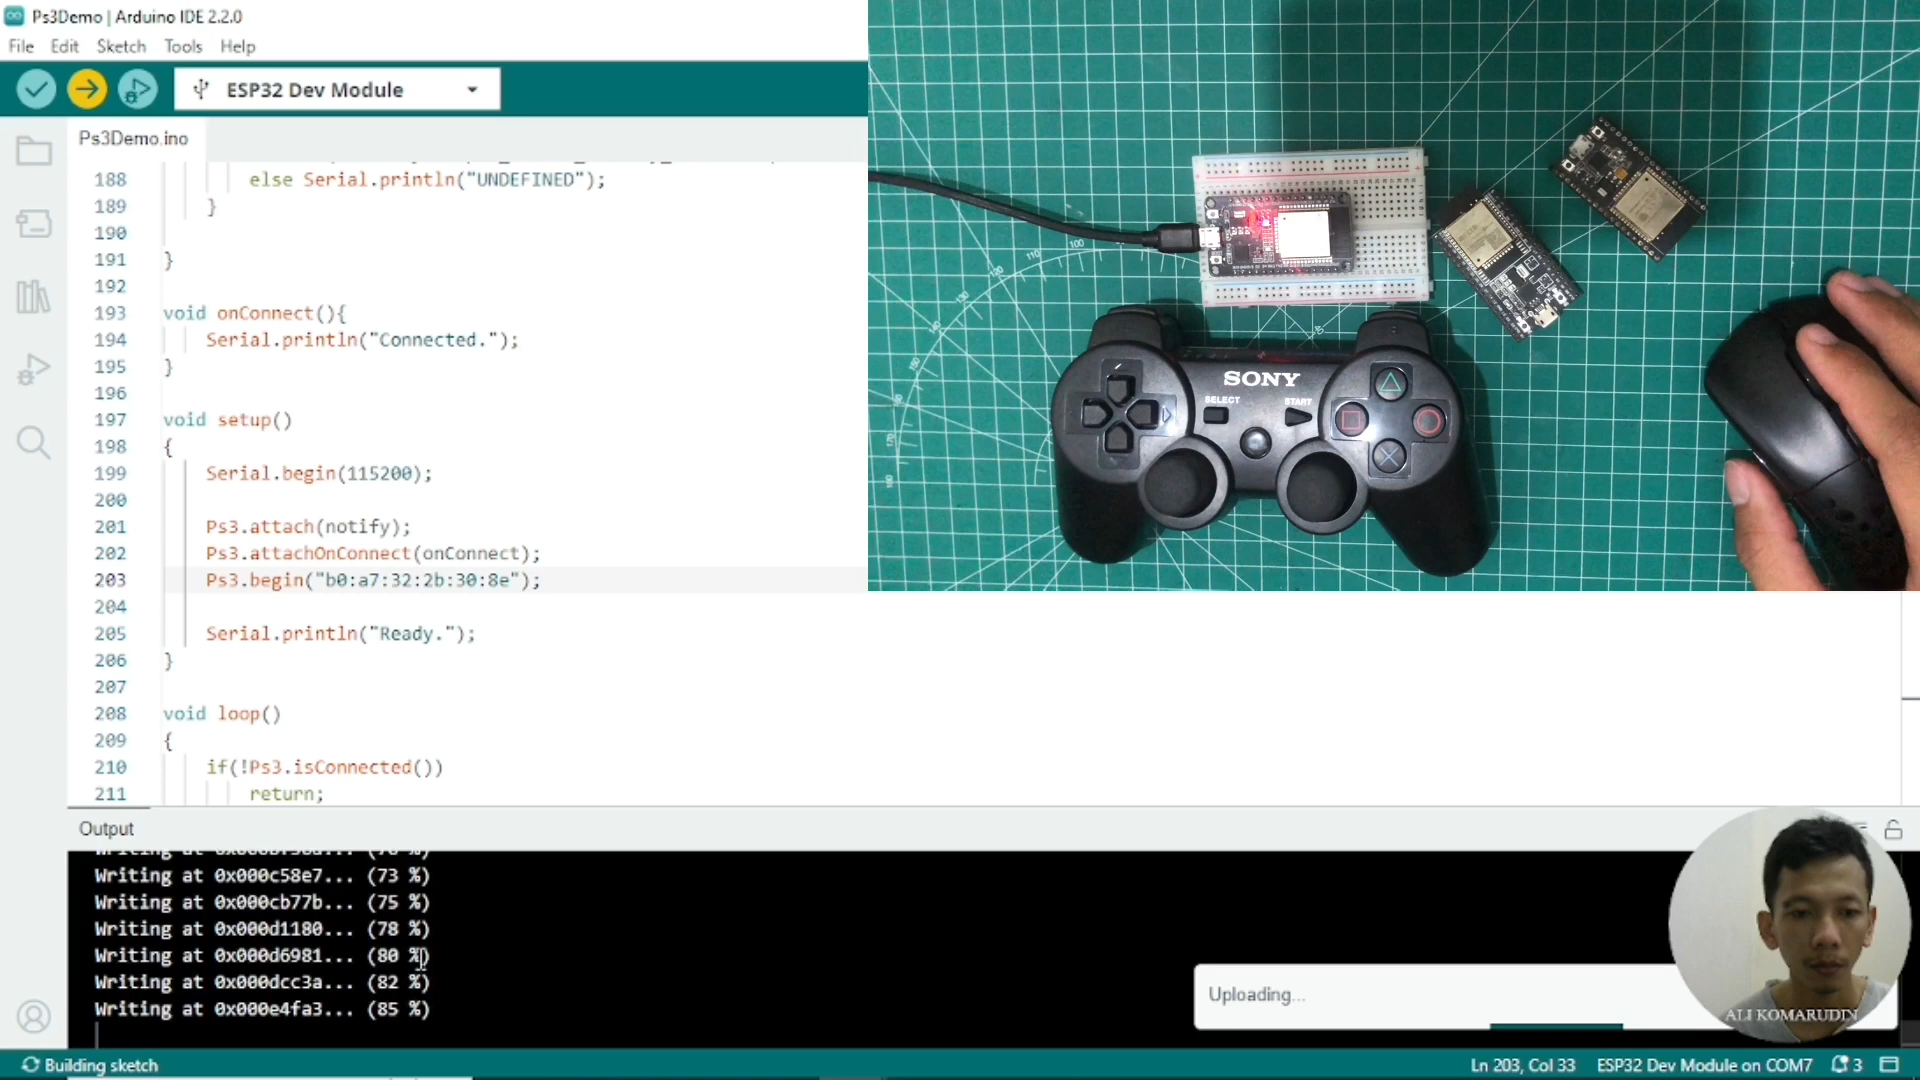 Ps3Demo | Arduino IDE 2.2.0
File Edit Sketch Tools Help
ESP32 Dev Module
Ps3Demo.ino
188 else Serial.println("UNDEFINED");
189 }
190
191 }
192
193 void onConnect(){
194 Serial.println("Connected.");
195 }
196
197 void setup()
198 {
199 Serial.begin(115200);
200
201 Ps3.attach(notify);
202 Ps3.attachOnConnect(onConnect);
203 Ps3.begin("b0:a7:32:2b:30:8e");
204
205 Serial.println("Ready.");
206 }
207
208 void loop()
209 {
210 if(!Ps3.isConnected())
211 return;
SONY
SELECT
START
100
110
120
130
150
Output
Writing at 0x000c58e7... (73 %)
Writing at 0x000cb77b... (75 %)
Writing at 0x000d1180... (78 %)
Writing at 0x000d6981... (80 %)
Writing at 0x000dcc3a... (82 %)
Writing at 0x000e4fa3... (85 %)
Uploading...
ALI KOMARUDIN
Building sketch
Ln 203, Col 33 ESP32 Dev Module on COM7 3